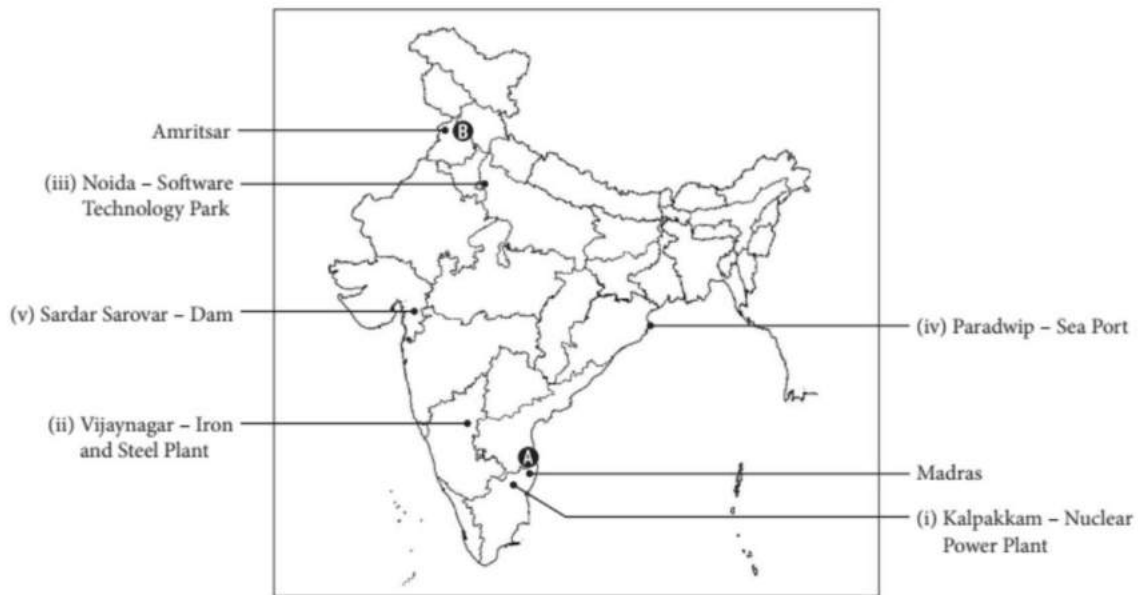 Amritsar
B
(iii) Noida – Software
Technology Park
(v) Sardar Sarovar – Dam
(iv) Paradwip – Sea Port
(ii) Vijaynagar – Iron
and Steel Plant
A
Madras
(i) Kalpakkam – Nuclear
Power Plant